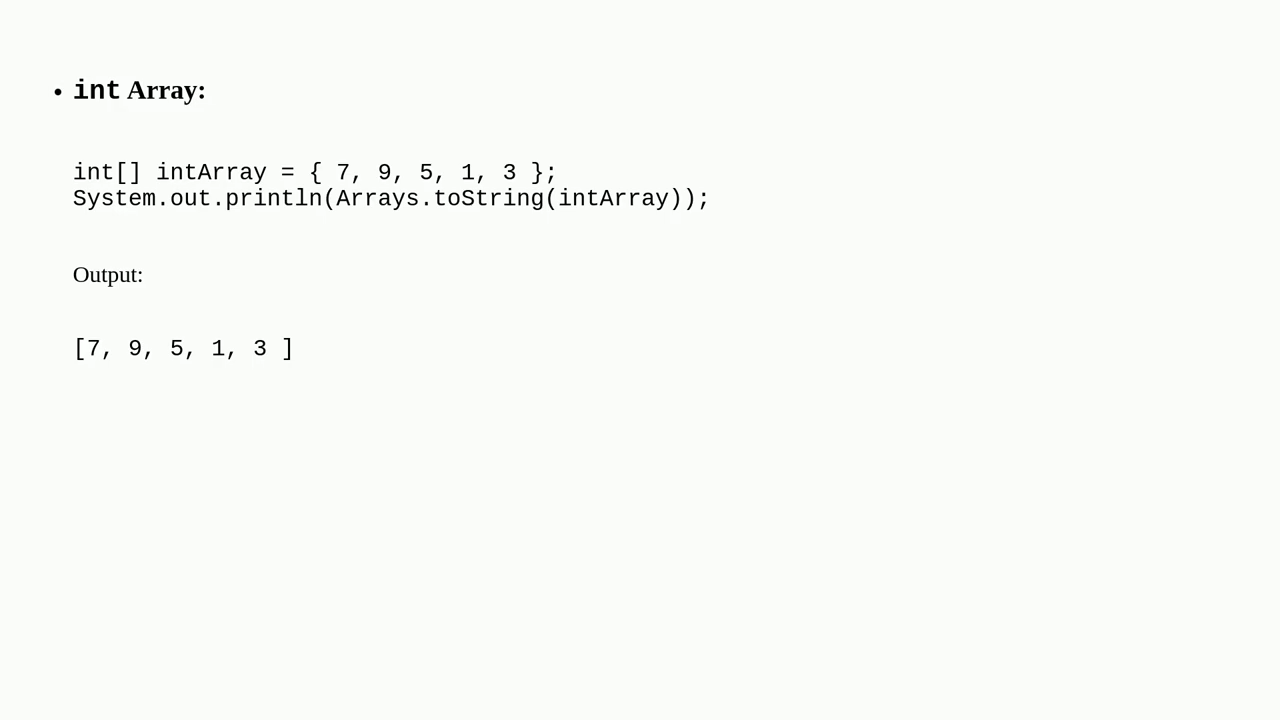 • int Array:
int[] intArray = { 7, 9, 5, 1, 3 };
System.out.println(Arrays.toString(intArray));
Output:
[7, 9, 5, 1, 3 ]